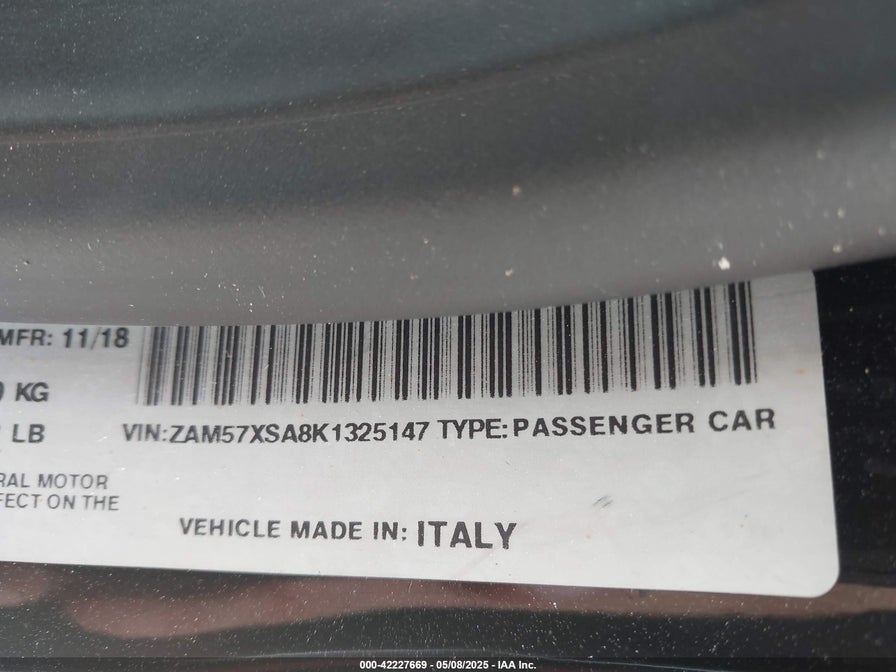 MFR: 11/18
KG
LB
VIN:ZAM57XSA8K1325147 TYPE:PASSENGER CAR
RAL MOTOR
FECT ON THE
VEHICLE MADE IN: ITALY
000-42227669 - 05/08/2025 - IAA Inc.